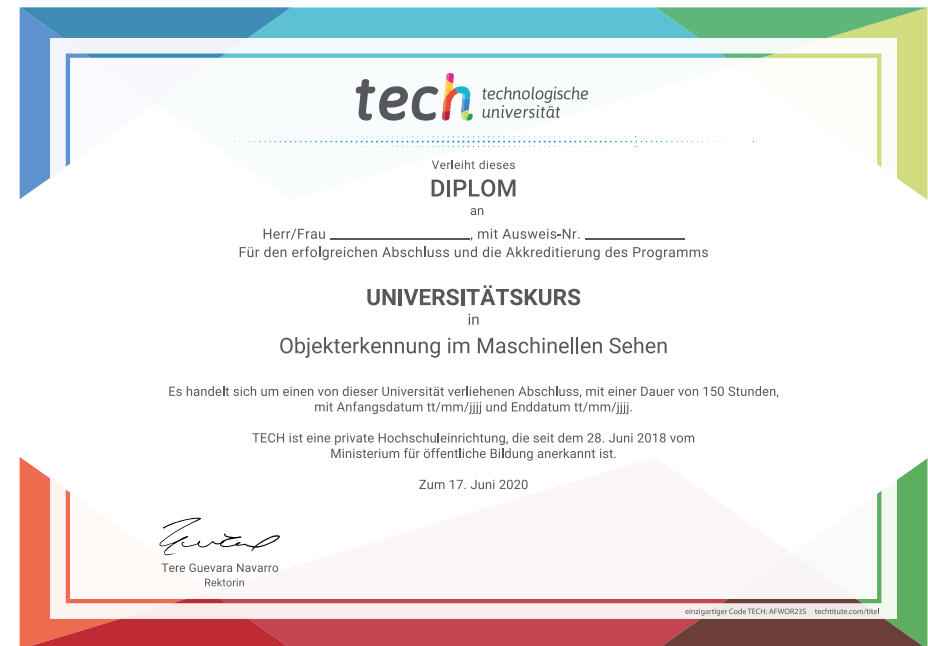 tech technologische
universität
Verleiht dieses
DIPLOM
an
Herr/Frau ____________, mit Ausweis-Nr. ____________
Für den erfolgreichen Abschluss und die Akkreditierung des Programms
UNIVERSITÄTSKURS
in
Objekterkennung im Maschinellen Sehen
Es handelt sich um einen von dieser Universität verliehenen Abschluss, mit einer Dauer von 150 Stunden,
mit Anfangsdatum tt/mm/jjjj und Enddatum tt/mm/jjjj.
TECH ist eine private Hochschuleinrichtung, die seit dem 28. Juni 2018 vom
Ministerium für öffentliche Bildung anerkannt ist.
Zum 17. Juni 2020
Tere Guevara Navarro
Rektorin
einzigartiger Code TECH: AFWOR23S techtitute.com/titel